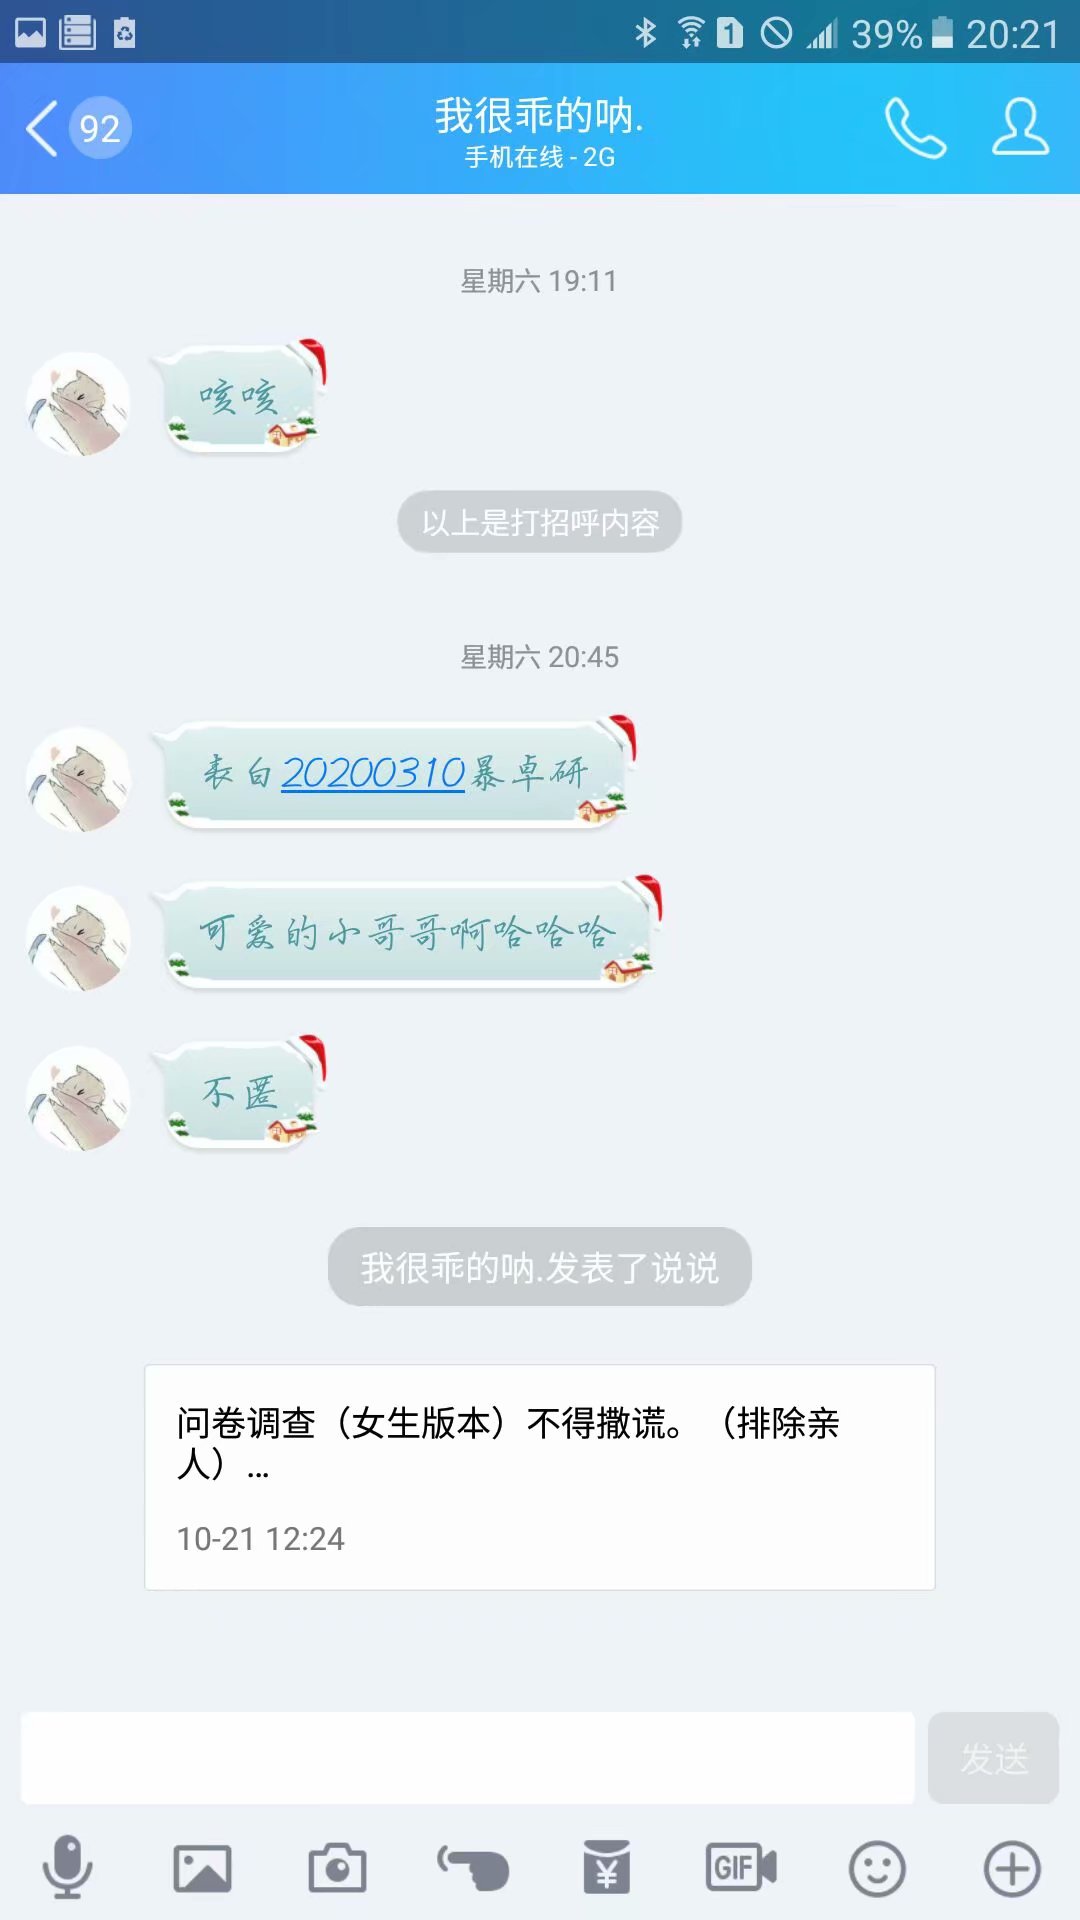 39% 20:21
92
我很乖的呐.
手机在线 - 2G
星期六 19:11
咳咳
以上是打招呼内容
星期六 20:45
表白20200310暴卓研
可爱的小哥哥啊哈哈哈
不匿
我很乖的呐.发表了说说
问卷调查（女生版本）不得撒谎。（排除亲
人）...
10-21 12:24
发送
GIF